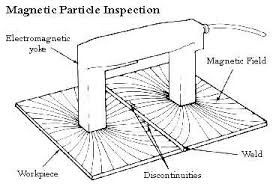 Magnetic Particle Inspection
Electromagnetic
yoke
Magnetic Field
Workpiece
Discontinuities
Weld